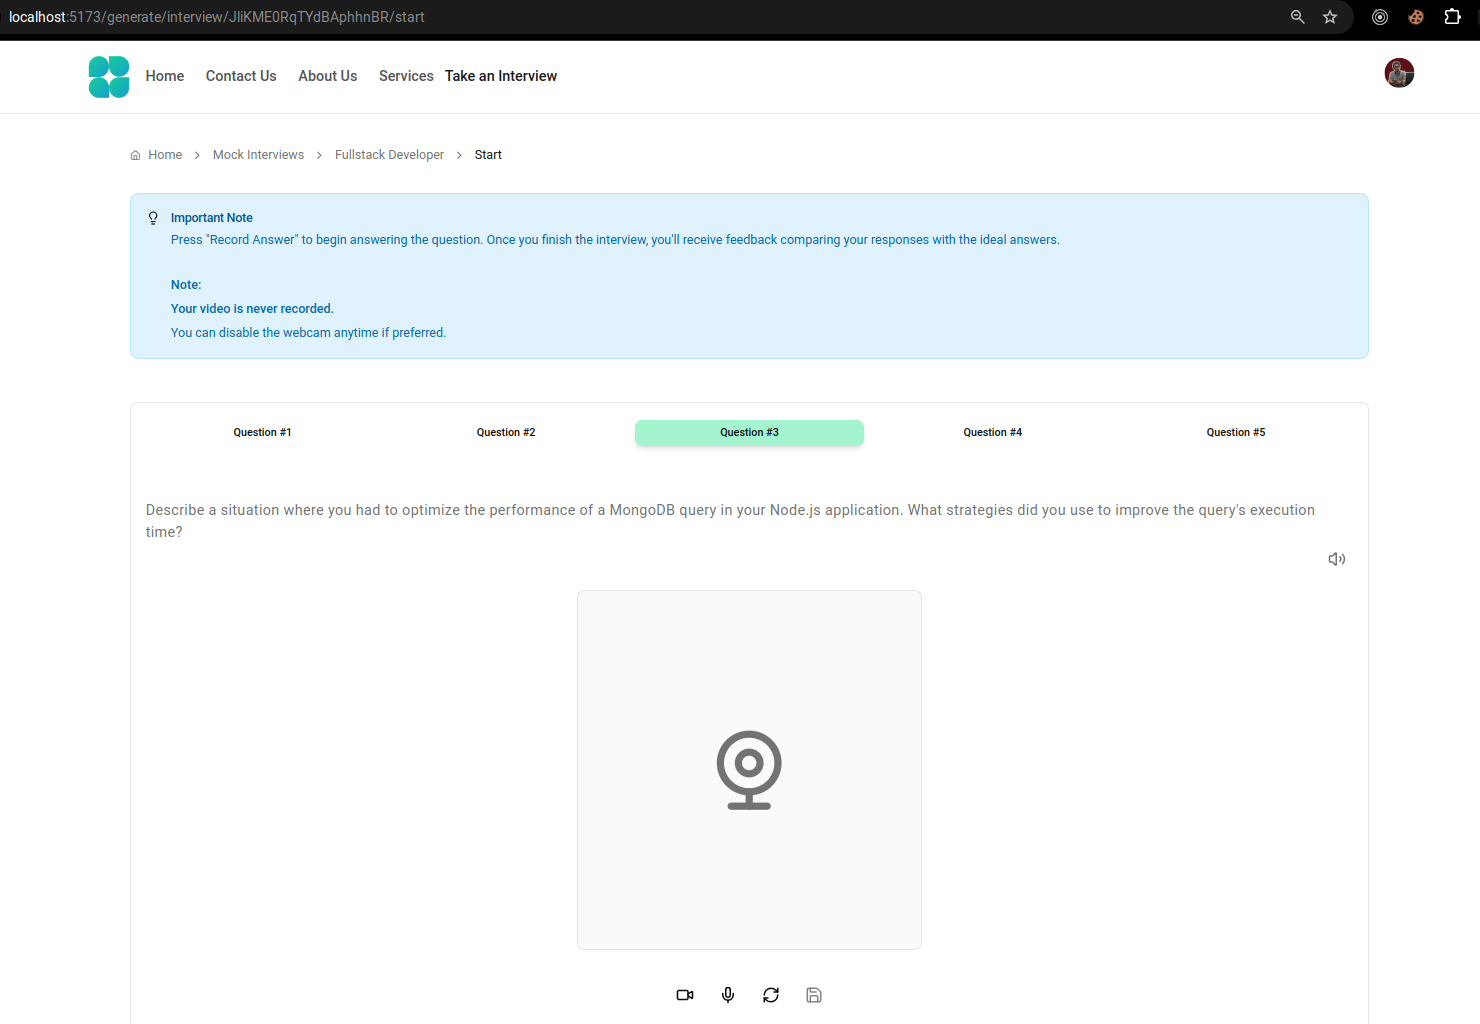 localhost:5173/generate/interview/JliKME0RqTYdBAphhnBR/start
Home Contact Us About Us Services Take an Interview
Home Mock Interviews Fullstack Developer Start
Important Note
Press "Record Answer" to begin answering the question. Once you finish the interview, you'll receive feedback comparing your responses with the ideal answers.
Note:
Your video is never recorded.
You can disable the webcam anytime if preferred.
Question #1 Question #2 Question #3 Question #4 Question #5
Describe a situation where you had to optimize the performance of a MongoDB query in your Node.js application. What strategies did you use to improve the query's execution
time?